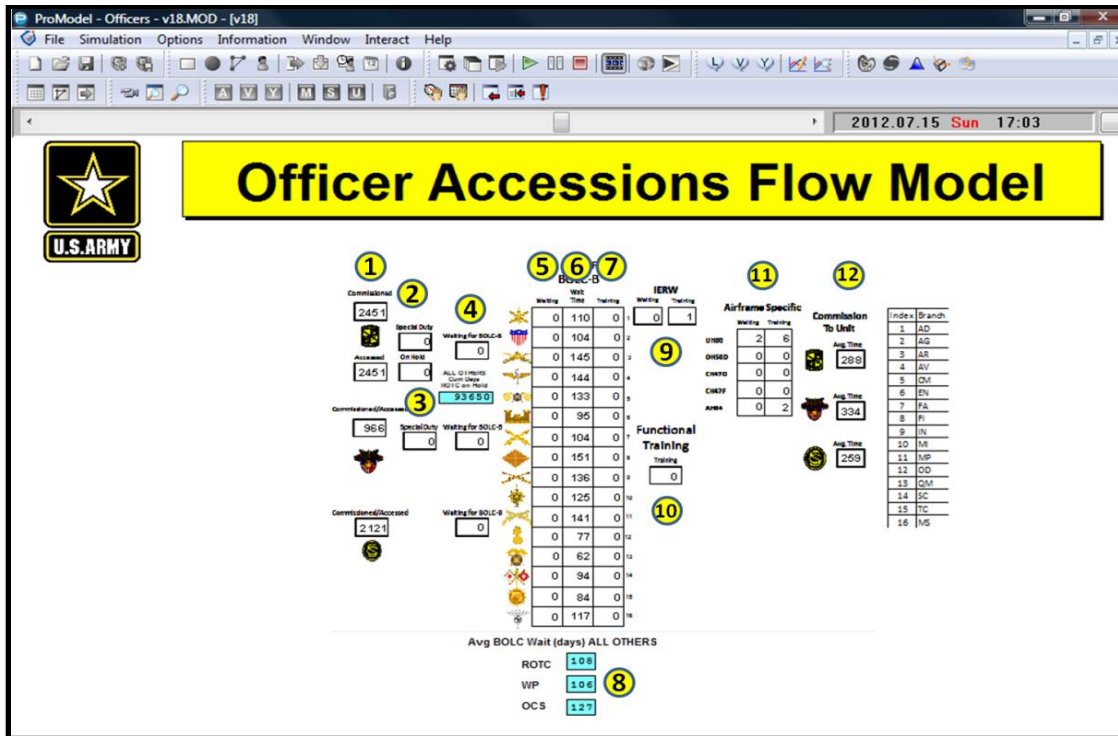 ProModel - Officers - v18.MOD - [v18]
File Simulation Options Information Window Interact Help
2012.07.15 Sun 17:03
Officer Accessions Flow Model
U.S.ARMY
1
Commissioned
2451
2
Special Duty
0
Accessed
2451
On Hold
0
4
Waiting for BOLC-B
0
ALL OTHERS
Cum Days
ROTC on Hold
93650
3
Commissioned/Accessed
966
Special Duty
0
Waiting for BOLC-B
0
Commissioned/Accessed
2121
Waiting for BOLC-B
0
5 6 7
BOLC-B
Waiting Wait Time Training
0 110 0 1
0 104 0 2
0 145 0 3
0 144 0 4
0 133 0 5
0 95 0 6
0 104 0 7
0 151 0 8
0 136 0 9
0 125 0 10
0 141 0 11
0 77 0 12
0 62 0 13
0 94 0 14
0 84 0 15
0 117 0 16
IERW
Waiting Training
0 1
9
Functional
Training
Training
0
10
11
Airframe Specific
Waiting Training
UH60 2 6
OH58D 0 0
CH47D 0 0
CH47F 0 0
AH64 0 2
12
Commission
To Unit
Avg. Time
288
Avg. Time
334
Avg. Time
259
Index Branch
1 AD
2 AG
3 AR
4 AV
5 CM
6 EN
7 FA
8 FI
9 IN
10 MI
11 MP
12 OD
13 QM
14 SC
15 TC
16 MS
Avg BOLC Wait (days) ALL OTHERS
ROTC 108
WP 106
OCS 127
8